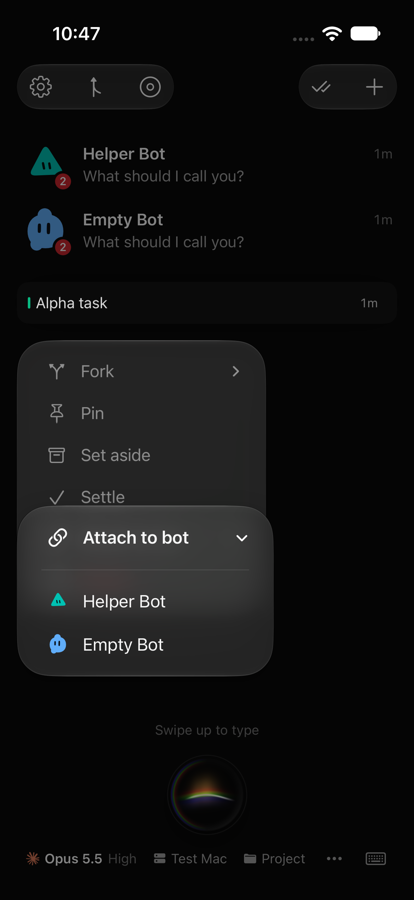 10:47
Helper Bot
1m
What should I call you?
2
Empty Bot
1m
What should I call you?
2
Alpha task
1m
Fork
Pin
Set aside
Settle
Attach to bot
Helper Bot
Empty Bot
Swipe up to type
Opus 5.5 High Test Mac Project